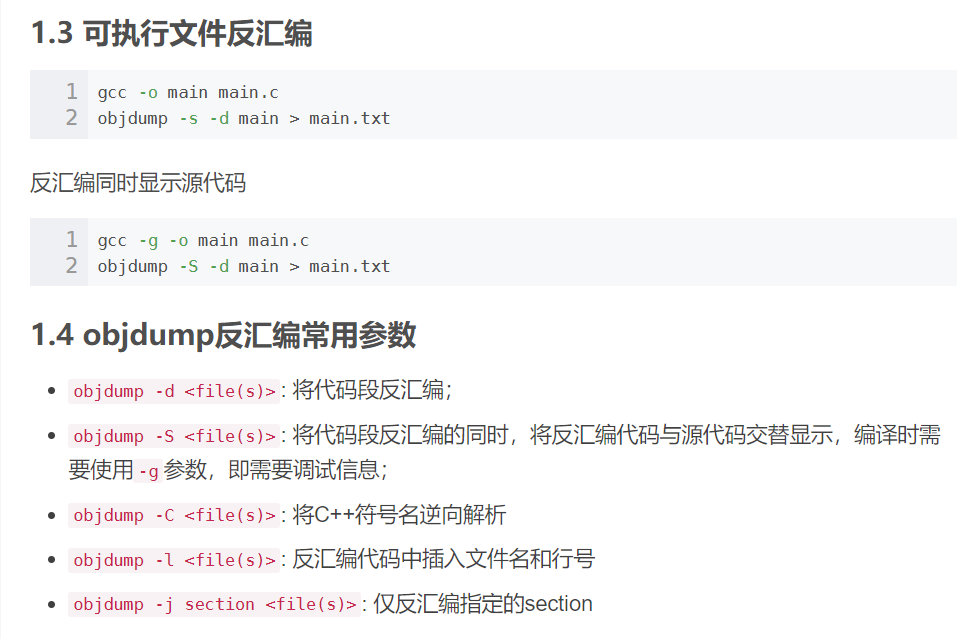 1.3 可执行文件反汇编
1 gcc -o main main.c
2 objdump -s -d main > main.txt
反汇编同时显示源代码
1 gcc -g -o main main.c
2 objdump -S -d main > main.txt
1.4 objdump反汇编常用参数
• objdump -d <file(s)>: 将代码段反汇编；
• objdump -S <file(s)>: 将代码段反汇编的同时，将反汇编代码与源代码交替显示，编译时需
要使用-g参数，即需要调试信息；
• objdump -C <file(s)>: 将C++符号名逆向解析
• objdump -l <file(s)>: 反汇编代码中插入文件名和行号
• objdump -j section <file(s)>: 仅反汇编指定的section